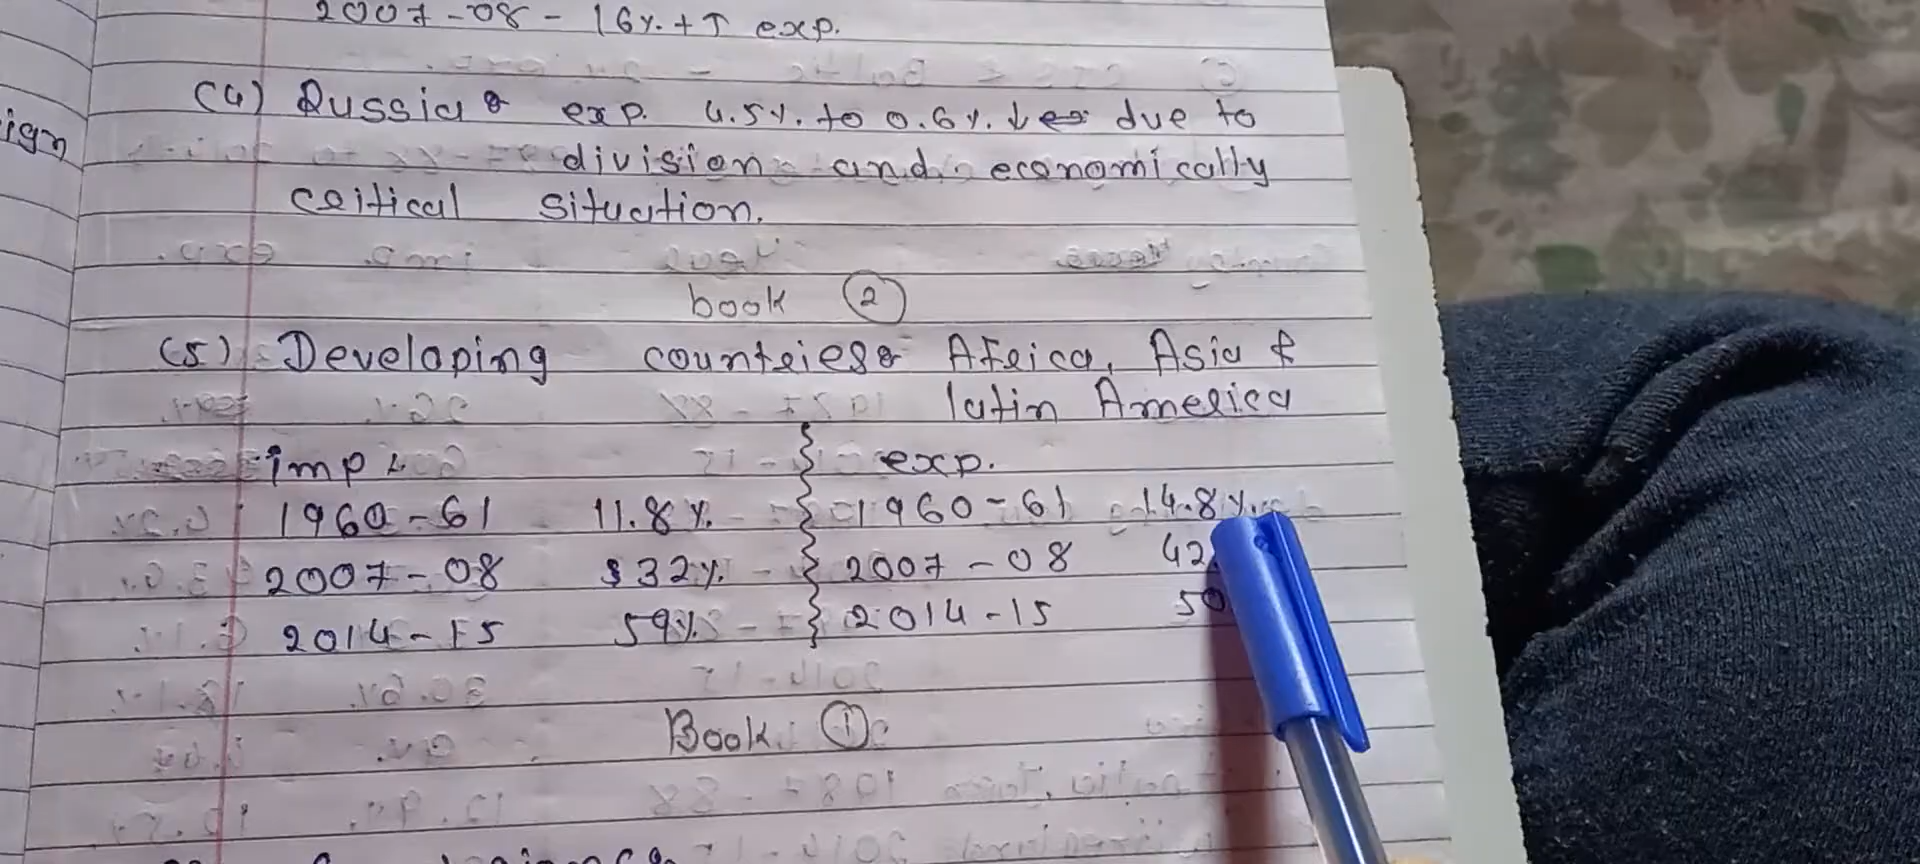 2007-08 - 16%. + ↑ exp.
ign
(4) Russia: exp. 4.5%. to 0.6%. ↓es due to
division and economically
critical situation.
book ②
(5) Developing countries: Africa, Asia &
latin America
imp exp.
1960-61 11.8%. 1960-61 14.8%.
2007-08 32%. 2007-08 42
2014-15 59%. 2014-15 50
Book ①